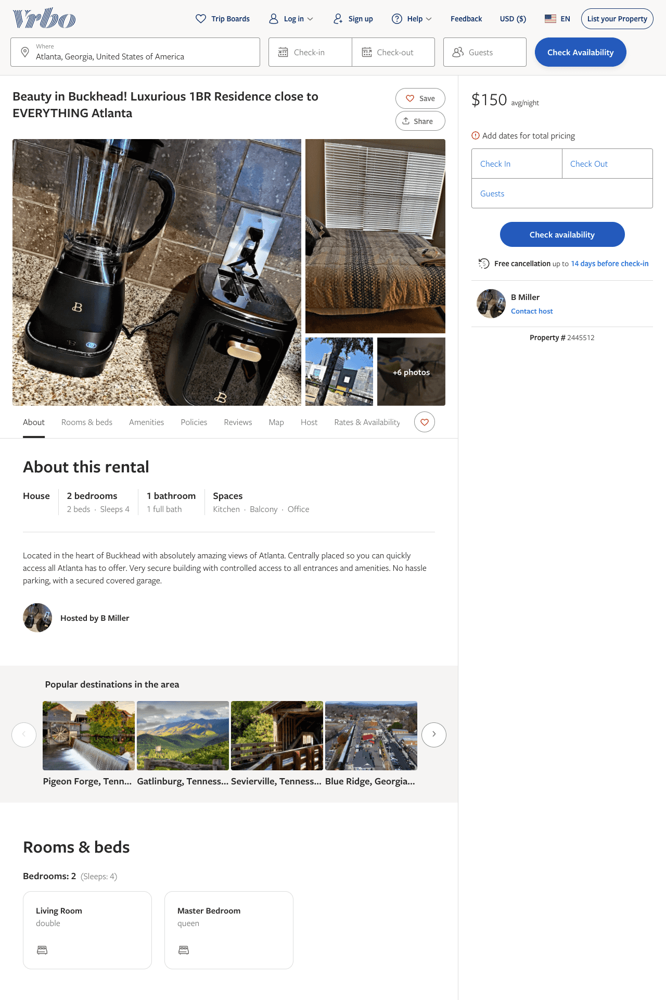 Vrbo
Trip Boards
Log in
Sign up
Help
Feedback
USD ($)
EN
List your Property
Where
Atlanta, Georgia, United States of America
Check-in
Check-out
Guests
Check Availability
Beauty in Buckhead! Luxurious 1BR Residence close to
EVERYTHING Atlanta
Save
Share
B
B
B
+6 photos
$150 avg/night
Add dates for total pricing
Check In
Check Out
Guests
Check availability
Free cancellation up to 14 days before check-in
B Miller
Contact host
Property # 2445512
About
Rooms & beds
Amenities
Policies
Reviews
Map
Host
Rates & Availability
About this rental
House
2 bedrooms
2 beds · Sleeps 4
1 bathroom
1 full bath
Spaces
Kitchen · Balcony · Office
Located in the heart of Buckhead with absolutely amazing views of Atlanta. Centrally placed so you can quickly
access all Atlanta has to offer. Very secure building with controlled access to all entrances and amenities. No hassle
parking, with a secured covered garage.
Hosted by B Miller
Popular destinations in the area
Pigeon Forge, Tenn...
Gatlinburg, Tenness...
Sevierville, Tenness...
Blue Ridge, Georgia...
Rooms & beds
Bedrooms: 2 (Sleeps: 4)
Living Room
double
Master Bedroom
queen